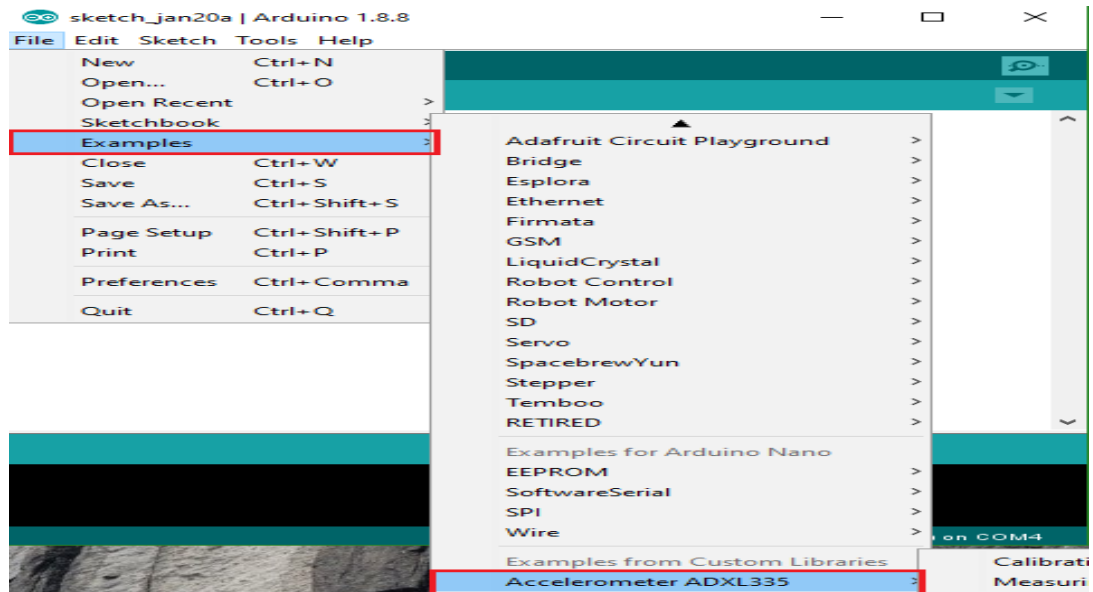 sketch_jan20a | Arduino 1.8.8
File Edit Sketch Tools Help
New Ctrl+N
Open... Ctrl+O
Open Recent >
Sketchbook
Examples
Close Ctrl+W
Save Ctrl+S
Save As... Ctrl+Shift+S
Page Setup Ctrl+Shift+P
Print Ctrl+P
Preferences Ctrl+Comma
Quit Ctrl+Q
Adafruit Circuit Playground >
Bridge >
Esplora >
Ethernet >
Firmata >
GSM >
LiquidCrystal >
Robot Control >
Robot Motor >
SD >
Servo >
SpacebrewYun >
Stepper >
Temboo >
RETIRED >
Examples for Arduino Nano
EEPROM >
SoftwareSerial >
SPI >
Wire >
on COM4
Examples from Custom Libraries
Accelerometer ADXL335 >
Calibrati
Measuri